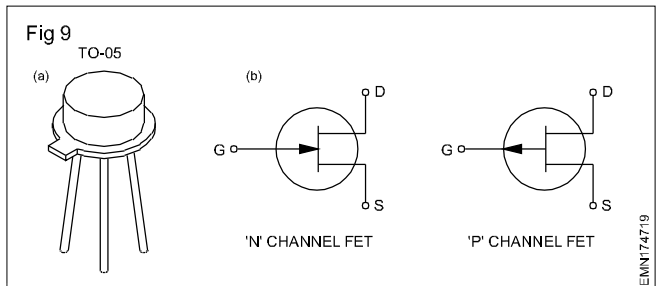 Fig 9
TO-05
(a)
(b)
D
G
S
'N' CHANNEL FET
D
G
S
'P' CHANNEL FET
EMN174719